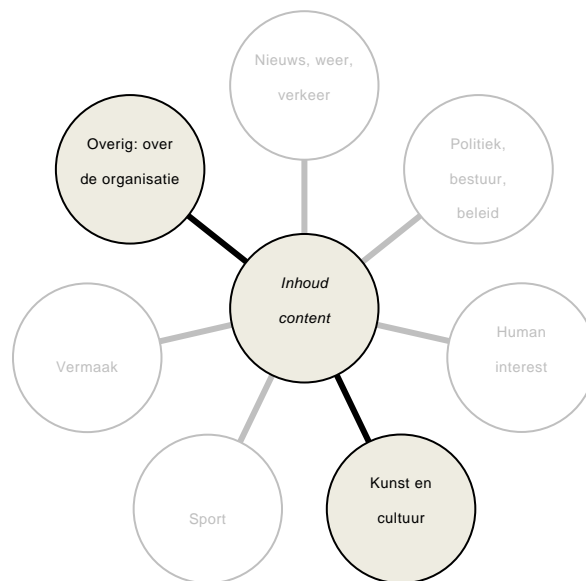 Nieuws, weer,
verkeer
Overig: over
de organisatie
Politiek,
bestuur,
beleid
Inhoud
content
Vermaak
Human
interest
Sport
Kunst en
cultuur